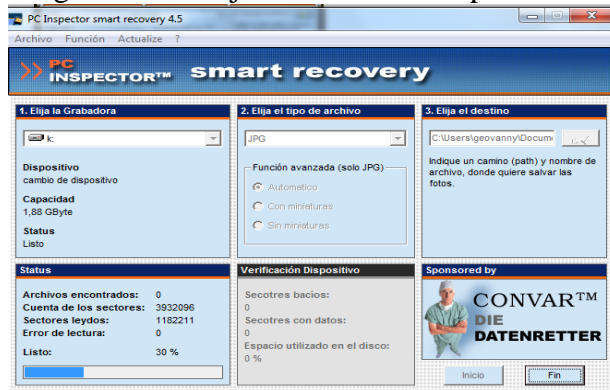 PC Inspector smart recovery 4.5
Archivo Función Actualize ?
PC
INSPECTOR™ smart recovery
1. Elija la Grabadora
k:
Dispositivo
cambio de dispositivo
Capacidad
1,88 GByte
Status
Listo
2. Elija el tipo de archivo
JPG
Función avanzada (solo JPG)
Automatico
Con miniaturas
Sin miniaturas
3. Elija el destino
C:\Users\geovanny\Docum
Indique un camino (path) y nombre de
archivo, donde quiere salvar las
fotos.
Status
Archivos encontrados: 0
Cuenta de los sectores: 3932096
Sectores leydos: 1182211
Error de lectura: 0
Listo: 30 %
Verificación Dispositivo
Secotres bacíos:
0
Secotres con datos:
0
Espacio utilizado en el disco:
0 %
Sponsored by
CONVAR™
DIE
DATENRETTER
Inicio Fin